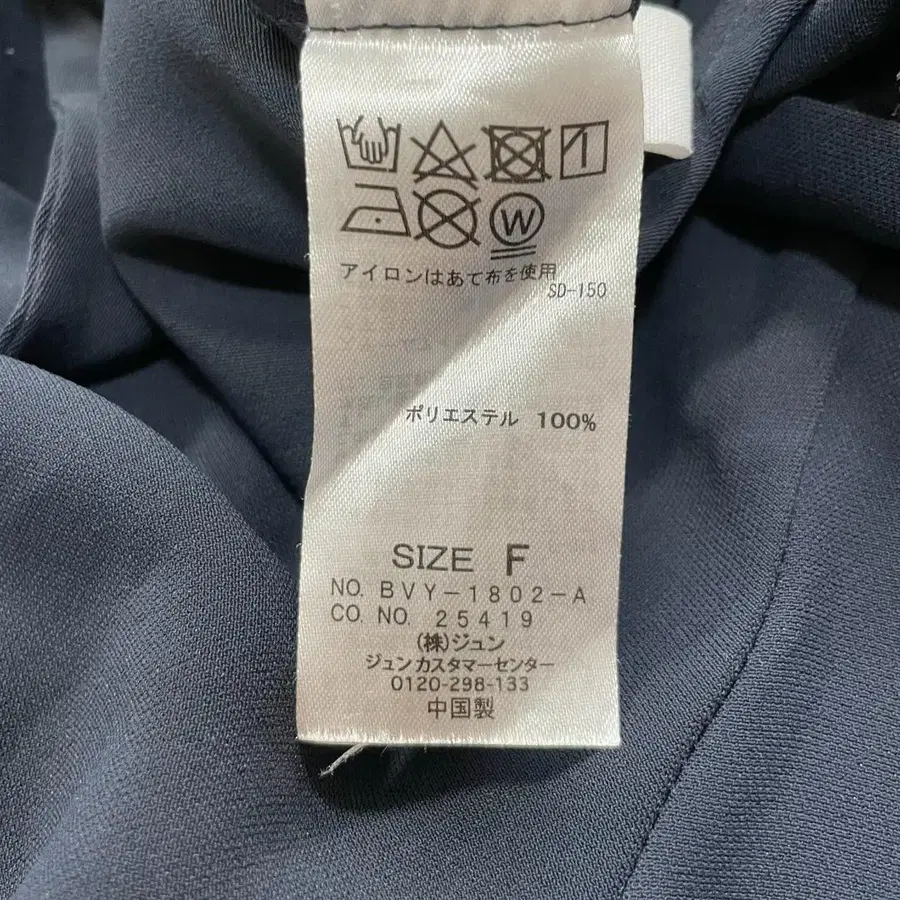 W
アイロンはあて布を使用
SD-150
ポリエステル 100%
SIZE F
NO. BVY-1802-A
CO. NO. 25419
(株)ジュン
ジュンカスタマーセンター
0120-298-133
中国製